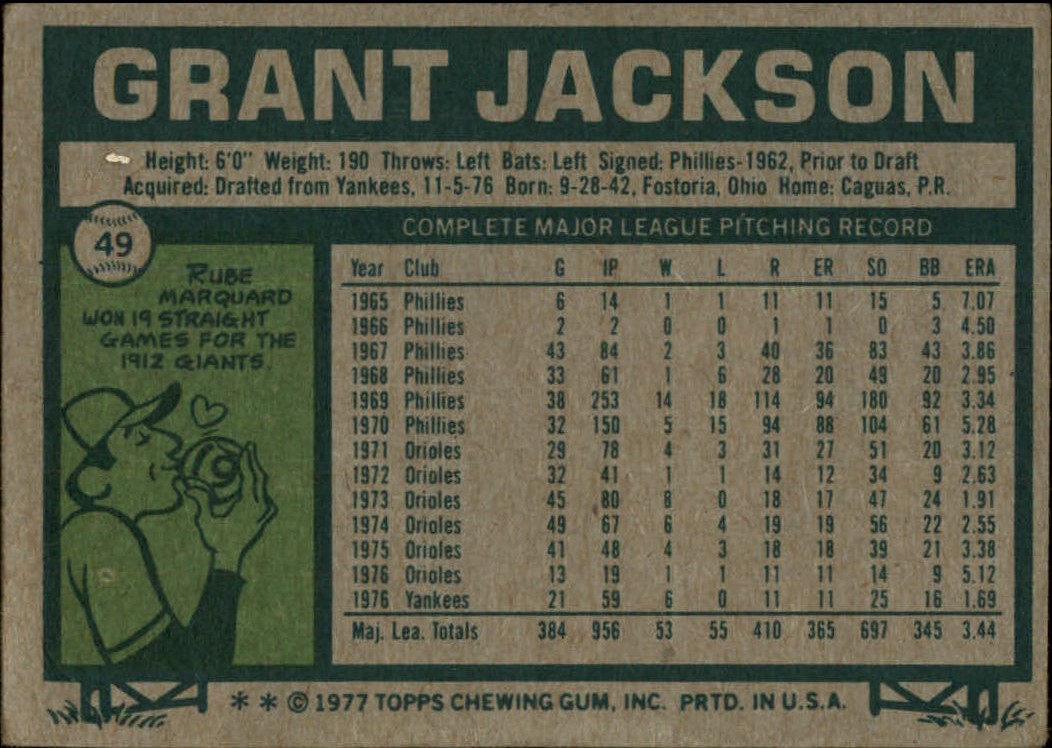 GRANT JACKSON
Height: 6'0" Weight: 190 Throws: Left Bats: Left Signed: Phillies-1962, Prior to Draft
Acquired: Drafted from Yankees, 11-5-76 Born: 9-28-42, Fostoria, Ohio Home: Caguas, P.R.
49
RUBE
MARQUARD
WON 19 STRAIGHT
GAMES FOR THE
1912 GIANTS.
9
COMPLETE MAJOR LEAGUE PITCHING RECORD
Year Club G IP W L R ER SO BB ERA
1965 Phillies 6 14 1 1 11 11 15 5 7.07
1966 Phillies 2 2 0 0 1 1 0 3 4.50
1967 Phillies 43 84 2 3 40 36 83 43 3.86
1968 Phillies 33 61 1 6 28 20 49 20 2.95
1969 Phillies 38 253 14 18 114 94 180 92 3.34
1970 Phillies 32 150 5 15 94 88 104 61 5.28
1971 Orioles 29 78 4 3 31 27 51 20 3.12
1972 Orioles 32 41 1 1 14 12 34 9 2.63
1973 Orioles 45 80 8 0 18 17 47 24 1.91
1974 Orioles 49 67 6 4 19 19 56 22 2.55
1975 Orioles 41 48 4 3 18 18 39 21 3.38
1976 Orioles 13 19 1 1 11 11 14 9 5.12
1976 Yankees 21 59 6 0 11 11 25 16 1.69
Maj. Lea. Totals 384 956 53 55 410 365 697 345 3.44
* * © 1977 TOPPS CHEWING GUM, INC. PRTD. IN U.S.A.